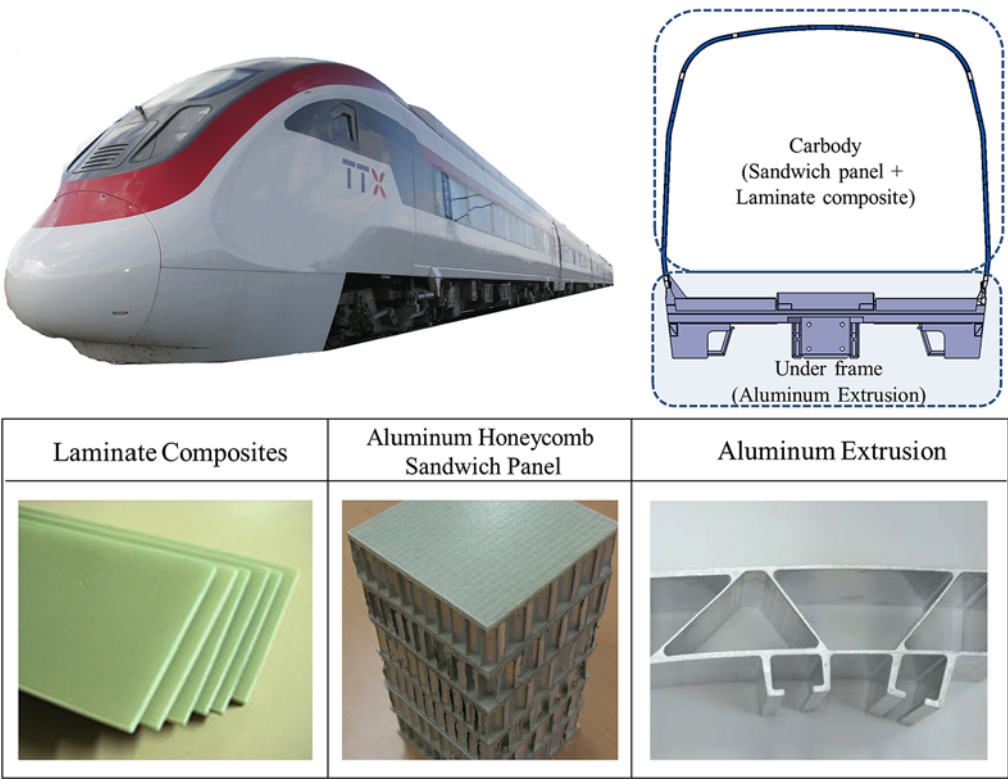 TTX
Carbody
(Sandwich panel +
Laminate composite)
Under frame
(Aluminum Extrusion)
Laminate Composites
Aluminum Honeycomb
Sandwich Panel
Aluminum Extrusion